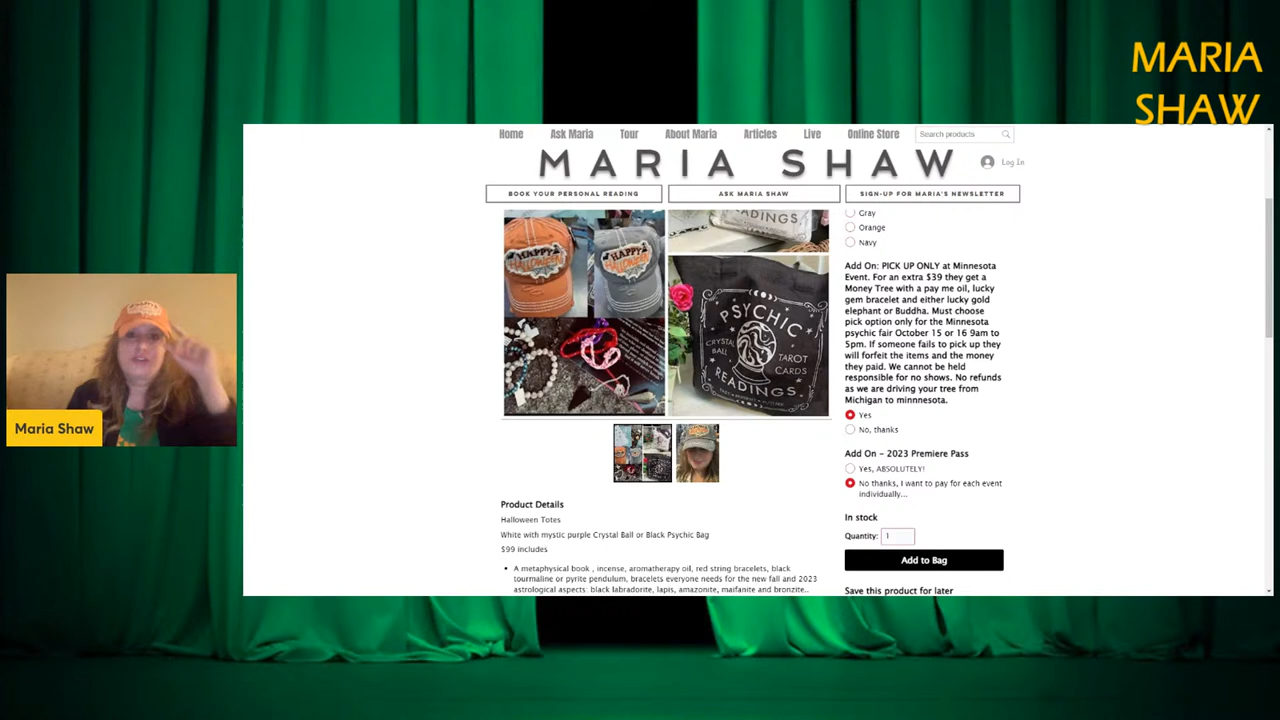 MARIA
SHAW
Home Ask Maria Tour About Maria Articles Live Online Store Search products
MARIA SHAW
Log In
BOOK YOUR PERSONAL READING ASK MARIA SHAW SIGN-UP FOR MARIA'S NEWSLETTER
HAPPY
HALLOWEEN
HAPPY
HALLOWEEN
READINGS
PSYCHIC
CRYSTAL
BALL
TAROT
CARDS
READINGS
Gray
Orange
Navy
Add On: PICK UP ONLY at Minnesota
Event. For an extra $39 they get a
Money Tree with a pay me oil, lucky
gem bracelet and either lucky gold
elephant or Buddha. Must choose
pick option only for the Minnesota
psychic fair October 15 or 16 9am to
5pm. If someone fails to pick up they
will forfeit the items and the money
they paid. We cannot be held
responsible for no shows. No refunds
as we are driving your tree from
Michigan to minnnesota.
Yes
No, thanks
Add On - 2023 Premiere Pass
Yes, ABSOLUTELY!
No thanks, I want to pay for each event
individually...
In stock
Quantity: 1
Add to Bag
Save this product for later
Product Details
Halloween Totes
White with mystic purple Crystal Ball or Black Psychic Bag
$99 includes
• A metaphysical book , incense, aromatherapy oil, red string bracelets, black
tourmaline or pyrite pendulum, bracelets everyone needs for the new fall and 2023
astrological aspects: black labradorite, lapis, amazonite, maifanite and bronzite..
Maria Shaw